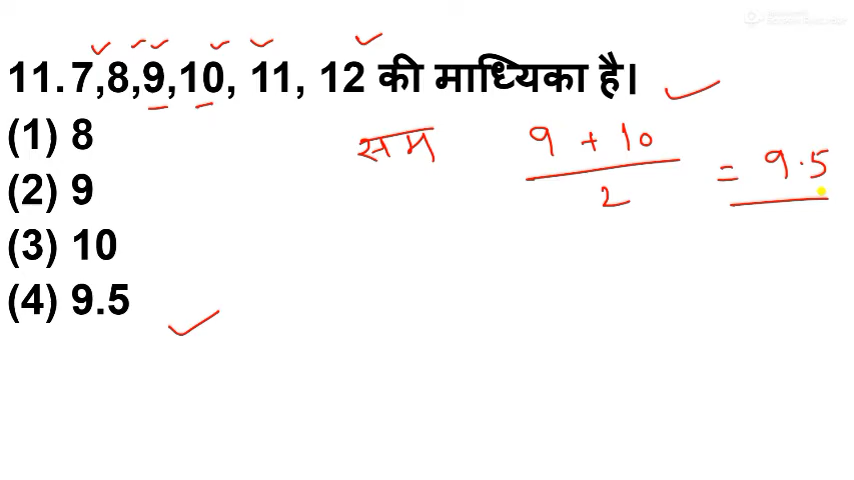 11. 7,8,9,10, 11, 12 की माध्यिका है।
(1) 8
सम
9 + 10 / 2 = 9.5
(2) 9
(3) 10
(4) 9.5